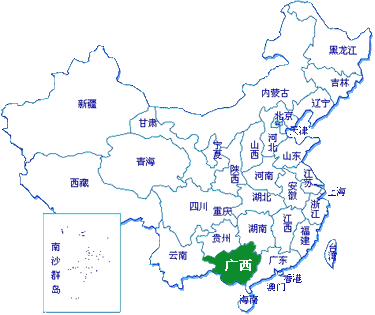 黑龙江
吉林
辽宁
内蒙古
北京
天津
新疆
甘肃
宁夏
山西
河北
山东
青海
陕西
河南
江苏
安徽
上海
西藏
四川
重庆
湖北
浙江
湖南
江西
福建
贵州
云南
广西
广东
台湾
香港
澳门
海南
南沙群岛